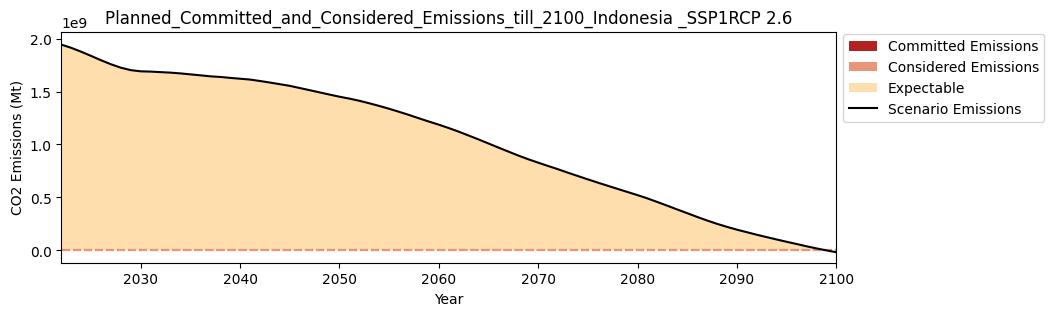 Planned_Committed_and_Considered_Emissions_till_2100_Indonesia _SSP1RCP 2.6
1e9
2.0
1.5
1.0
0.5
0.0
CO2 Emissions (Mt)
2030 2040 2050 2060 2070 2080 2090 2100
Year
Committed Emissions
Considered Emissions
Expectable
Scenario Emissions